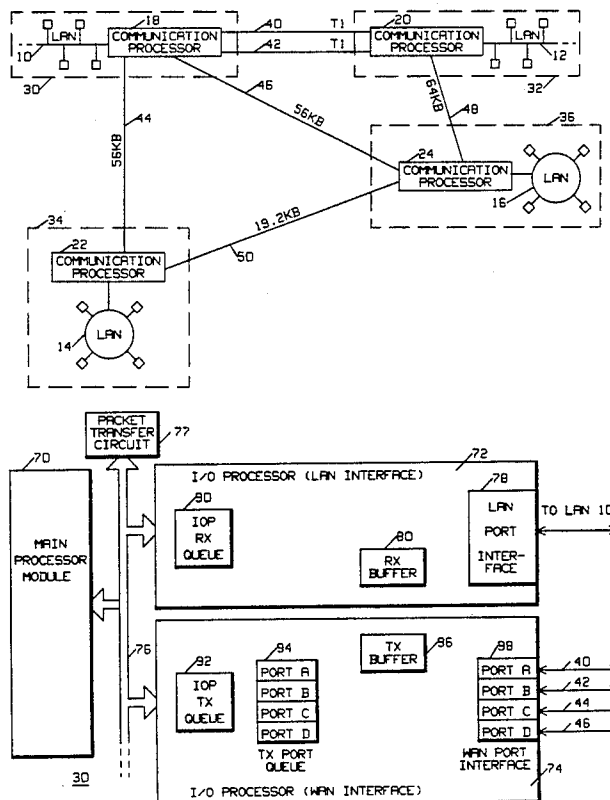 18
40
T1
20
LAN
COMMUNICATION
PROCESSOR
42
T1
COMMUNICATION
PROCESSOR
LAN
10
12
30
46
32
44
48
36
56KB
56KB
64KB
24
COMMUNICATION
PROCESSOR
LAN
16
34
19.2KB
22
50
COMMUNICATION
PROCESSOR
14
LAN
PACKET
TRANSFER
CIRCUIT
77
70
72
I/O PROCESSOR (LAN INTERFACE)
78
MAIN
PROCESSOR
MODULE
90
IOP
RX
QUEUE
80
RX
BUFFER
LAN
PORT
INTER-
FACE
TO LAN 10
76
92
IOP
TX
QUEUE
94
PORT A
PORT B
PORT C
PORT D
TX PORT
QUEUE
96
TX
BUFFER
98
PORT A
PORT B
PORT C
PORT D
WAN PORT
INTERFACE
40
42
44
46
30
74
I/O PROCESSOR (WAN INTERFACE)